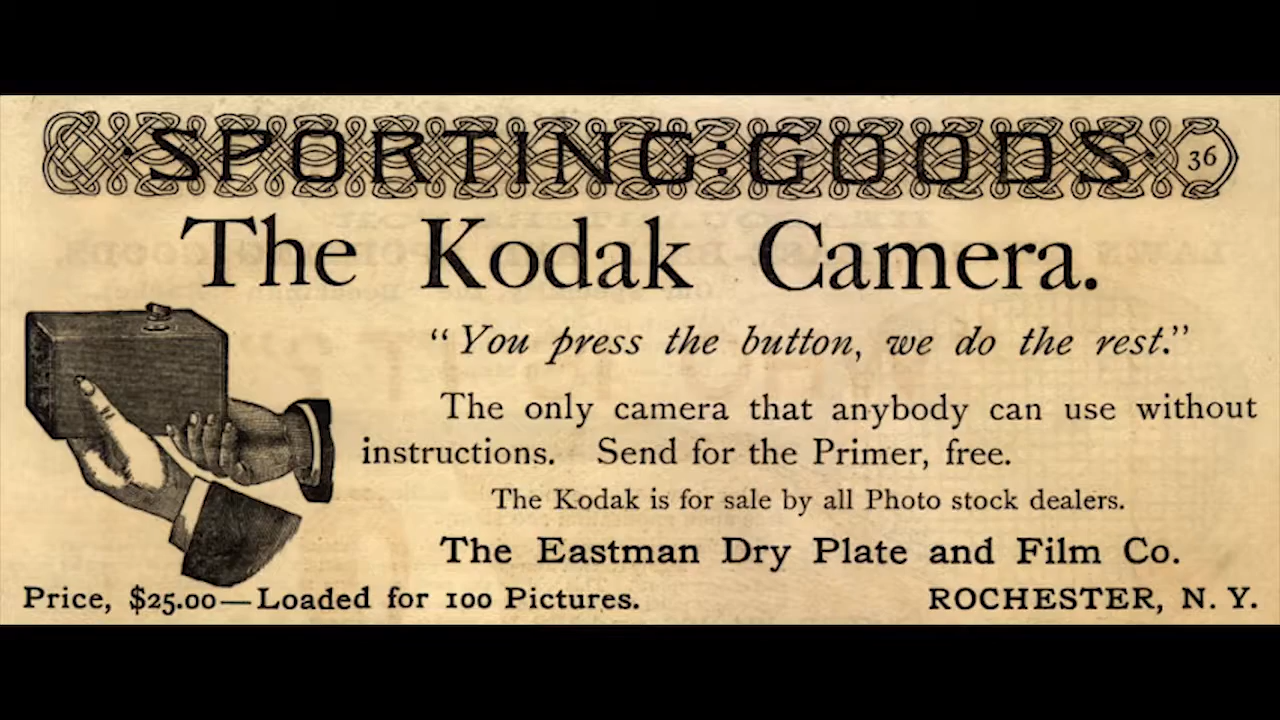 SPORTING:GOODS 36
The Kodak Camera.
"You press the button, we do the rest."
The only camera that anybody can use without
instructions. Send for the Primer, free.
The Kodak is for sale by all Photo stock dealers.
The Eastman Dry Plate and Film Co.
Price, $25.00—Loaded for 100 Pictures. ROCHESTER, N. Y.